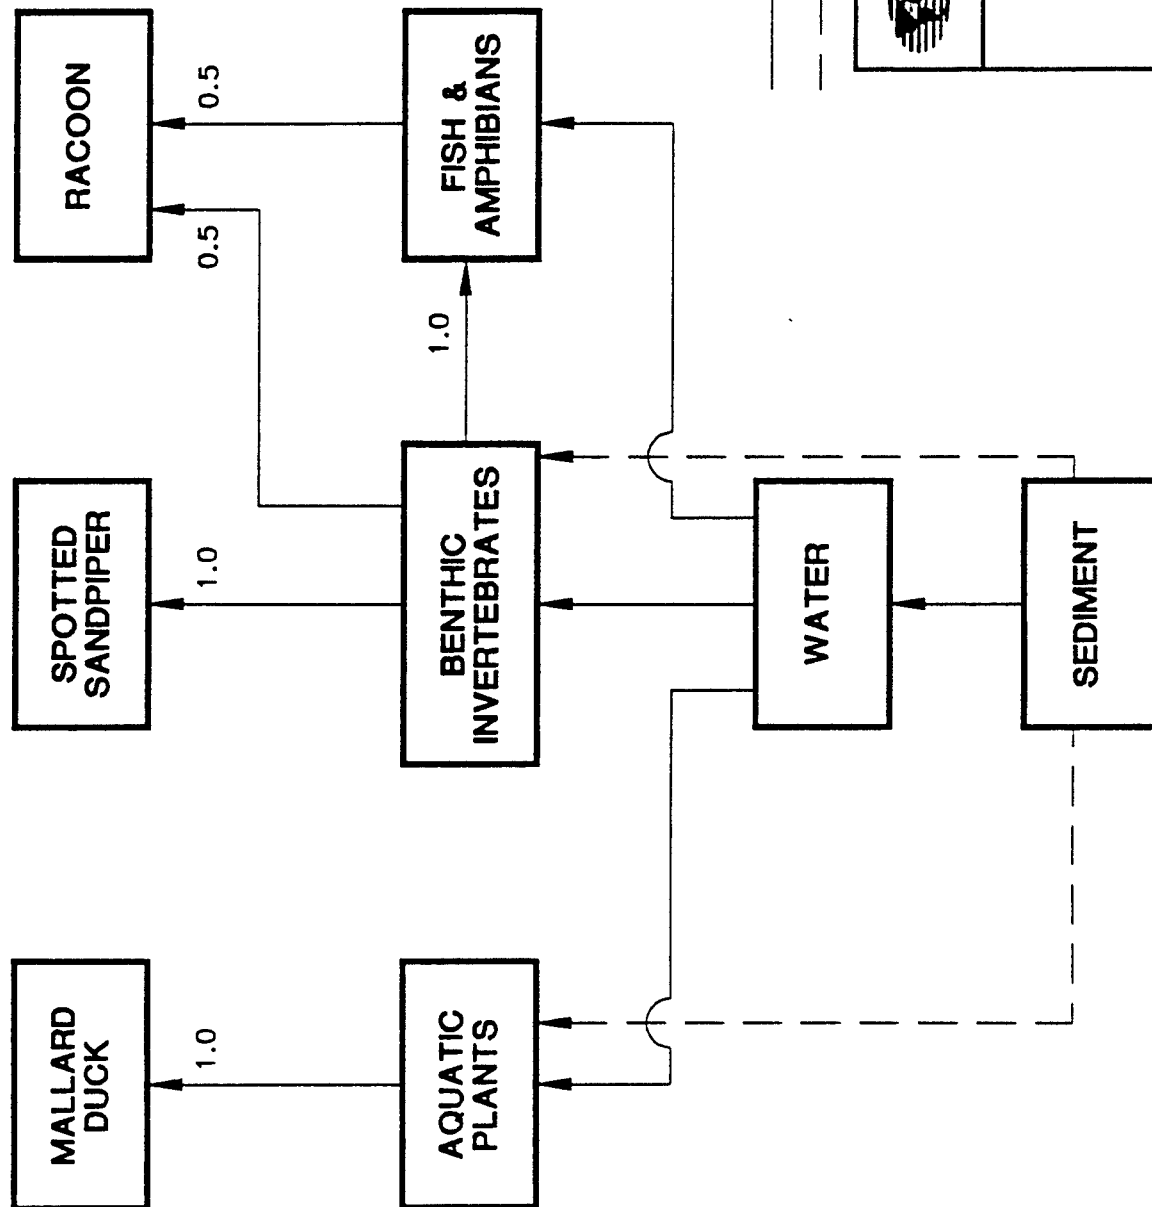 MALLARD
DUCK
1.0
AQUATIC
PLANTS
SPOTTED
SANDPIPER
1.0
BENTHIC
INVERTEBRATES
WATER
SEDIMENT
RACOON
0.5
0.5
1.0
FISH &
AMPHIBIANS